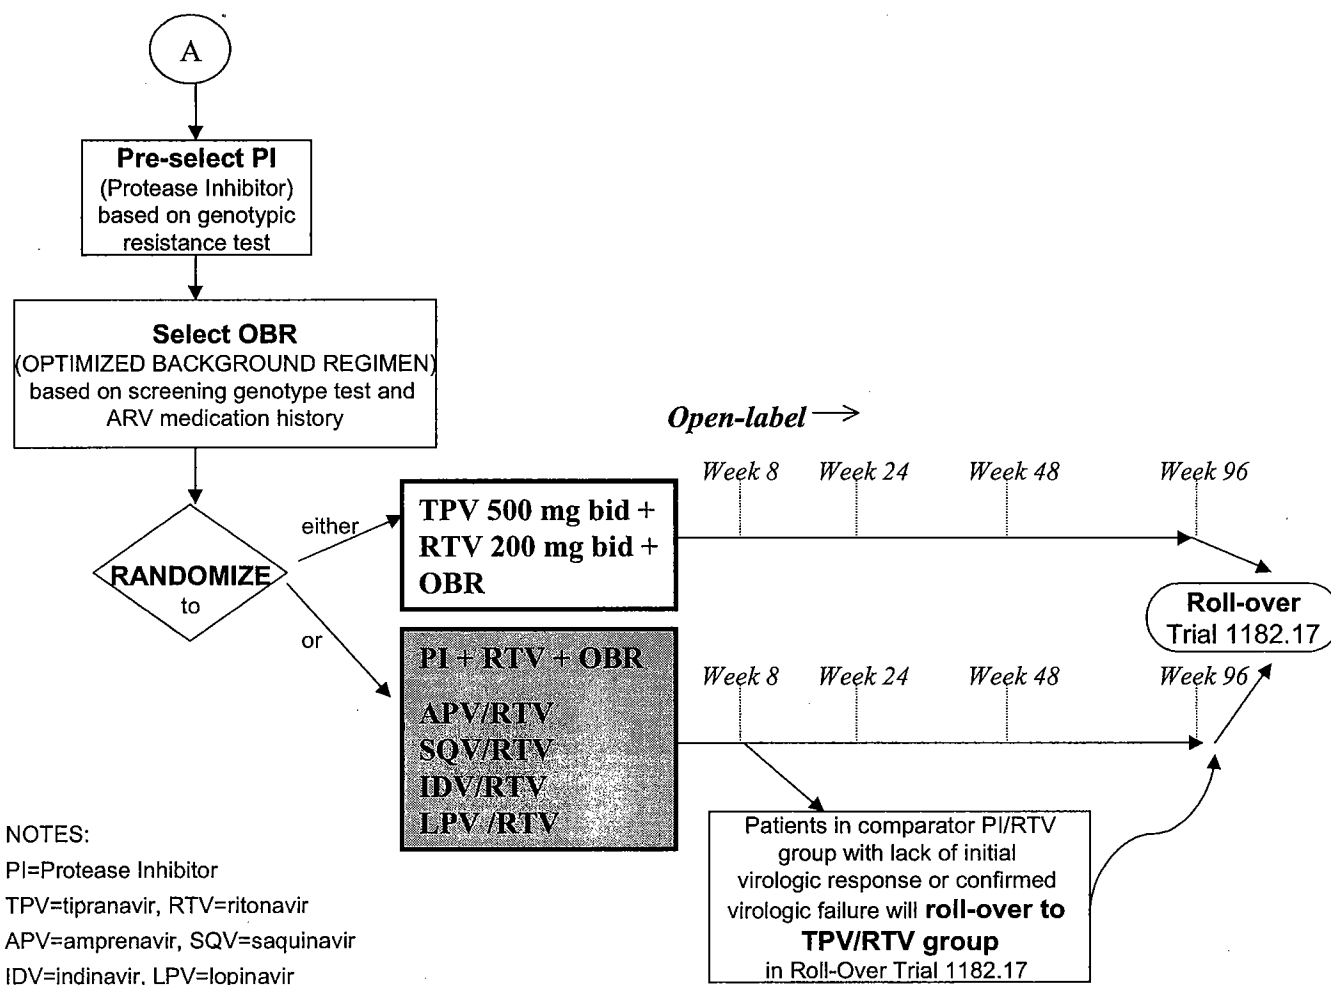 A
Pre-select PI
(Protease Inhibitor)
based on genotypic
resistance test
Select OBR
(OPTIMIZED BACKGROUND REGIMEN)
based on screening genotype test and
ARV medication history
RANDOMIZE
to
either
or
TPV 500 mg bid +
RTV 200 mg bid +
OBR
Open-label
Week 8 Week 24 Week 48 Week 96
PI + RTV + OBR
APV/RTV
SQV/RTV
IDV/RTV
LPV /RTV
Week 8 Week 24 Week 48 Week 96
Roll-over
Trial 1182.17
Patients in comparator PI/RTV
group with lack of initial
virologic response or confirmed
virologic failure will roll-over to
TPV/RTV group
in Roll-Over Trial 1182.17
NOTES:
PI=Protease Inhibitor
TPV=tipranavir, RTV=ritonavir
APV=amprenavir, SQV=saquinavir
IDV=indinavir, LPV=lopinavir